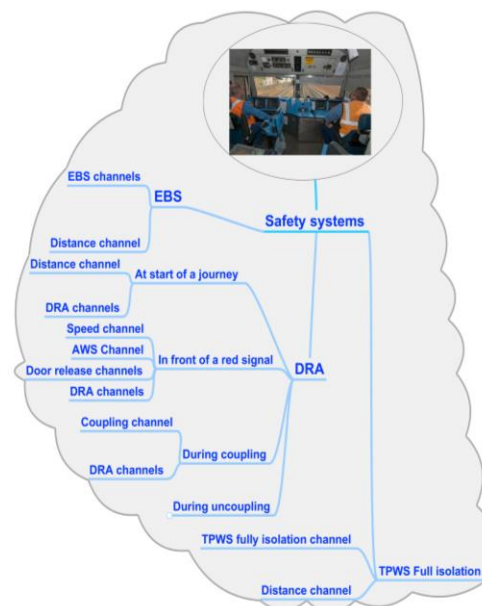 Safety systems
EBS
EBS channels
Distance channel
DRA
At start of a journey
Distance channel
DRA channels
In front of a red signal
Speed channel
AWS Channel
Door release channels
DRA channels
During coupling
Coupling channel
DRA channels
During uncoupling
TPWS Full isolation
TPWS fully isolation channel
Distance channel